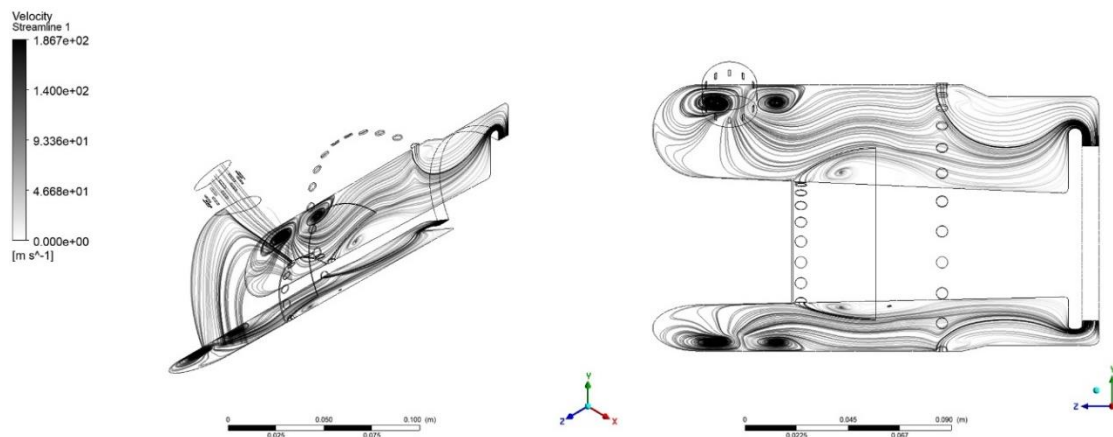 Velocity
Streamline 1
1.867e+02
1.400e+02
9.336e+01
4.668e+01
0.000e+00
[m s^-1]
0 0.050 0.100 (m)
0.025 0.075
Y
Z X
0 0.045 0.090 (m)
0.0225 0.067
Y
Z